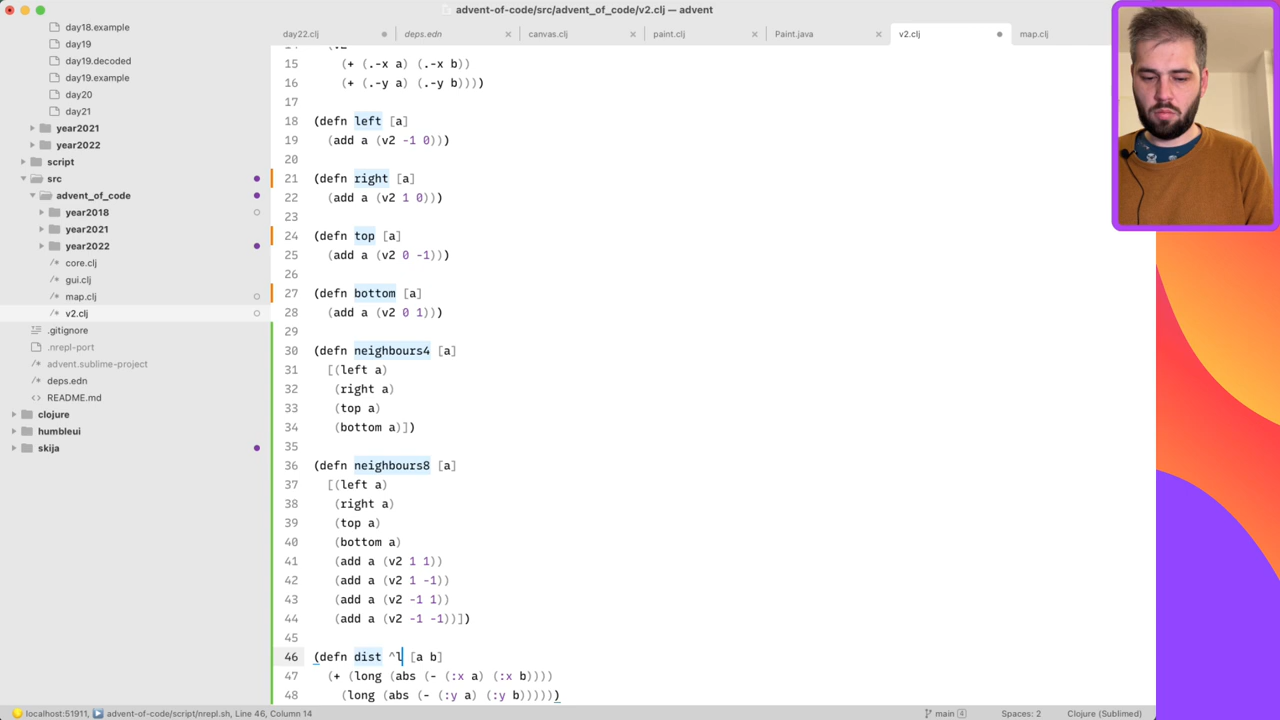 advent-of-code/src/advent_of_code/v2.clj — advent
day18.example
day19
day19.decoded
day19.example
day20
day21
year2021
year2022
script
src
advent_of_code
year2018
year2021
year2022
core.clj
gui.clj
map.clj
v2.clj
.gitignore
.nrepl-port
advent.sublime-project
deps.edn
README.md
clojure
humbleui
skija
day22.clj deps.edn canvas.clj paint.clj Paint.java v2.clj map.clj
15 (+ (.-x a) (.-x b))
16 (+ (.-y a) (.-y b))))
17
18 (defn left [a]
19 (add a (v2 -1 0)))
20
21 (defn right [a]
22 (add a (v2 1 0)))
23
24 (defn top [a]
25 (add a (v2 0 -1)))
26
27 (defn bottom [a]
28 (add a (v2 0 1)))
29
30 (defn neighbours4 [a]
31 [(left a)
32 (right a)
33 (top a)
34 (bottom a)])
35
36 (defn neighbours8 [a]
37 [(left a)
38 (right a)
39 (top a)
40 (bottom a)
41 (add a (v2 1 1))
42 (add a (v2 1 -1))
43 (add a (v2 -1 1))
44 (add a (v2 -1 -1))])
45
46 (defn dist ^l [a b]
47 (+ (long (abs (- (:x a) (:x b))))
48 (long (abs (- (:y a) (:y b))))))
localhost:51911, advent-of-code/script/nrepl.sh, Line 46, Column 14 main 4 Spaces: 2 Clojure (Sublimed)